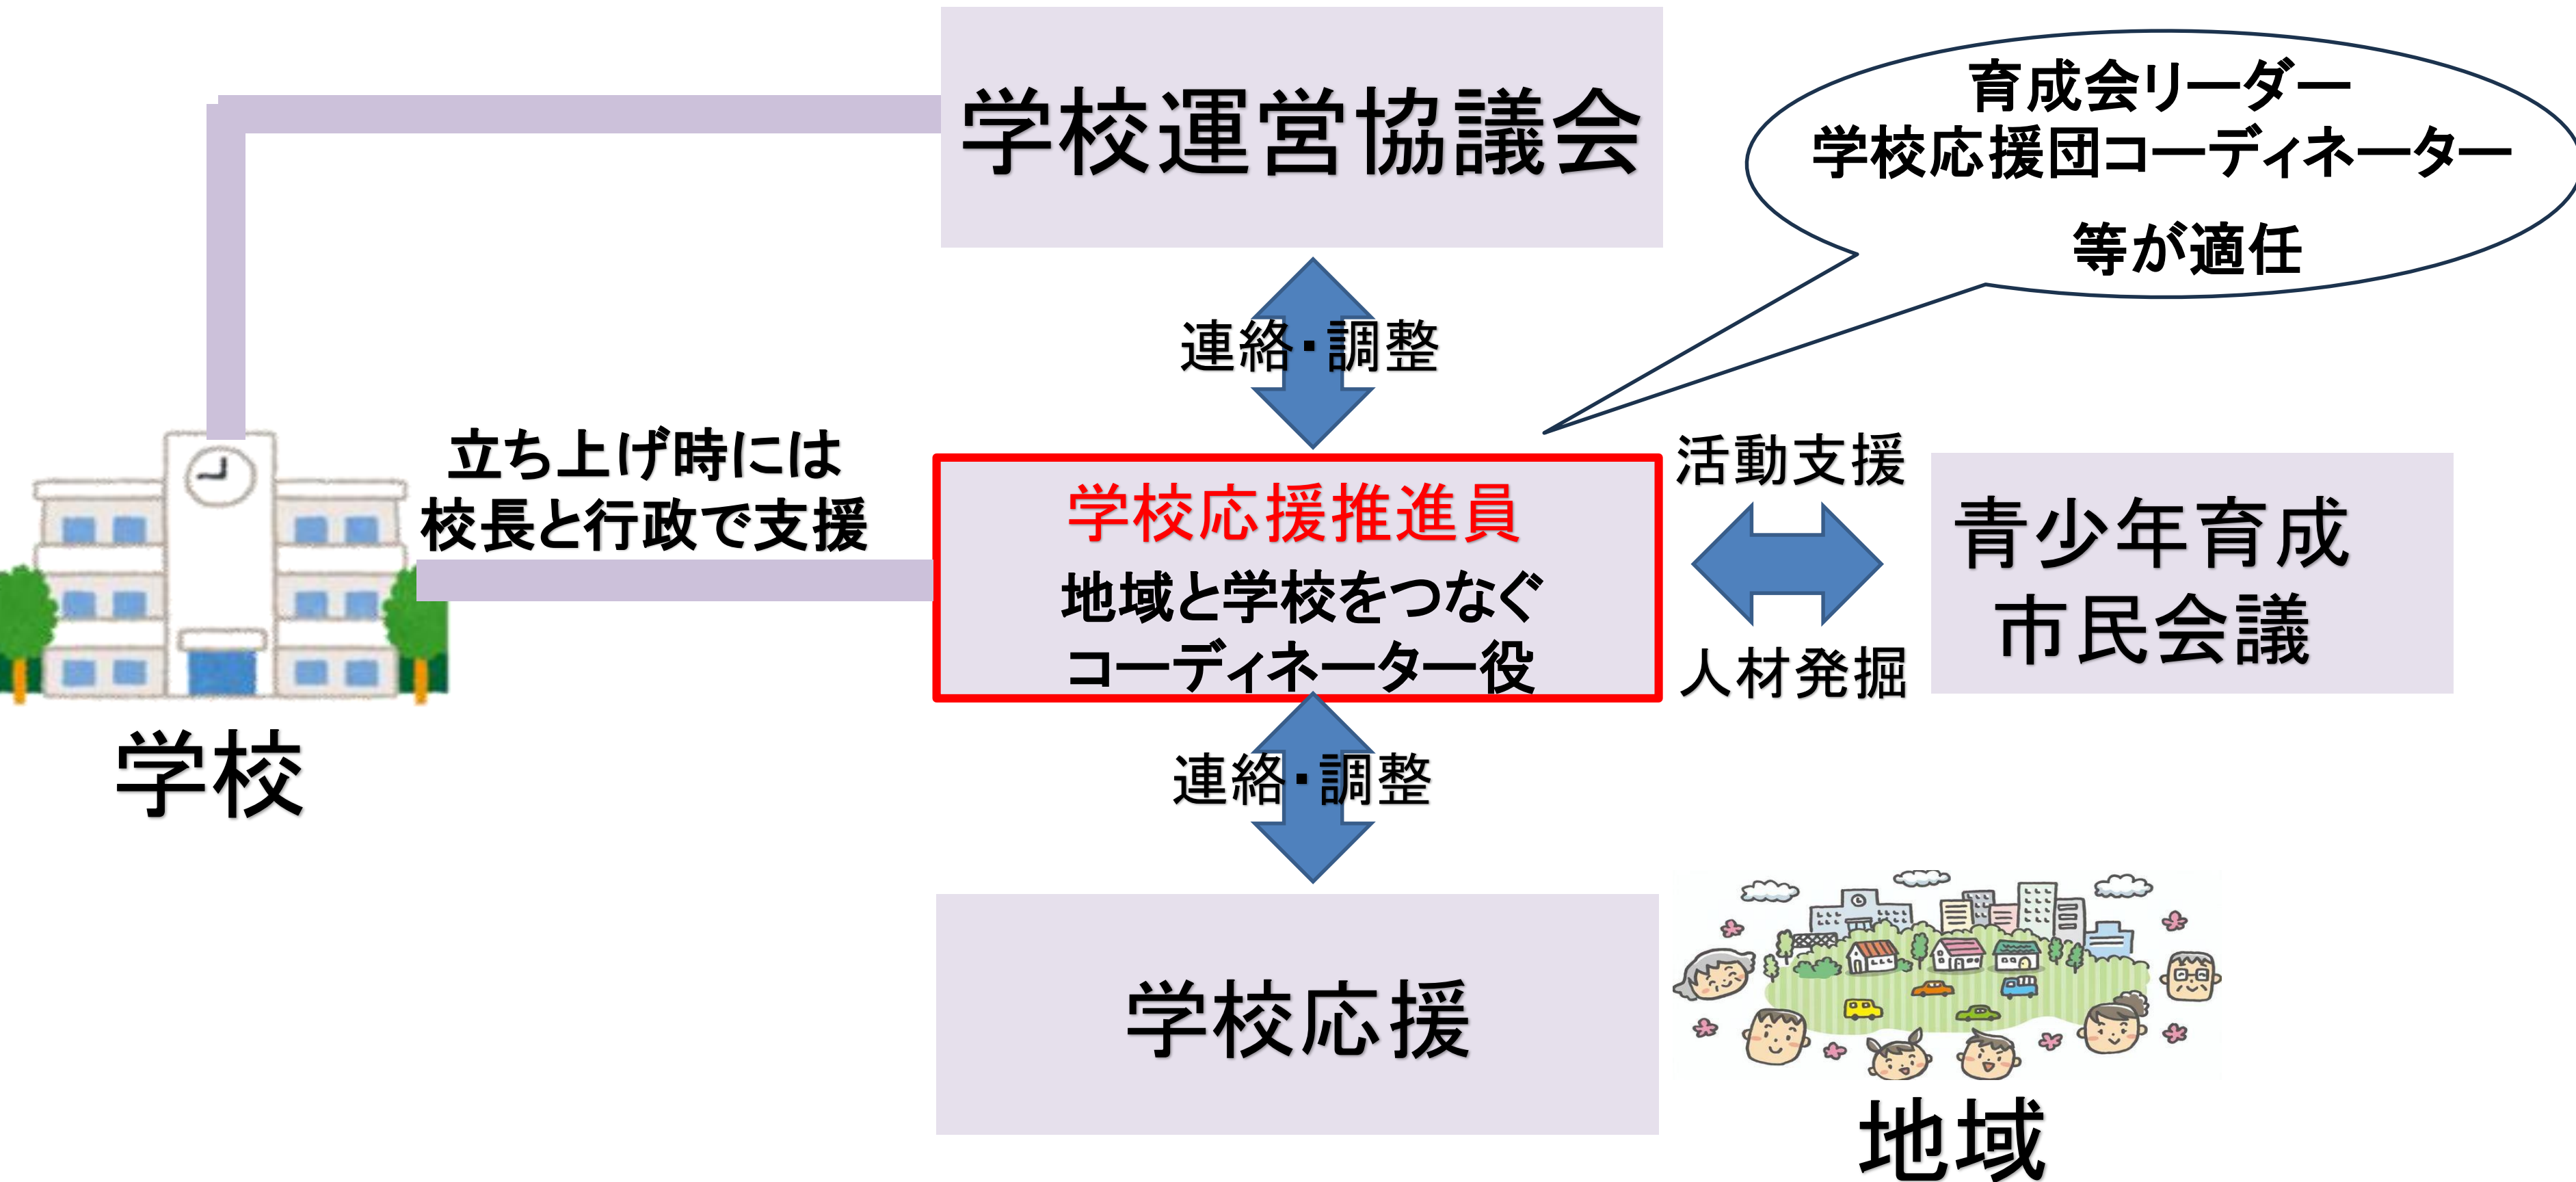 学校運営協議会
育成会リーダー
学校応援団コーディネーター
等が適任
連絡・調整
立ち上げ時には
校長と行政で支援
学校応援推進員
地域と学校をつなぐ
コーディネーター役
活動支援
人材発掘
青少年育成
市民会議
学校
連絡・調整
学校応援
地域